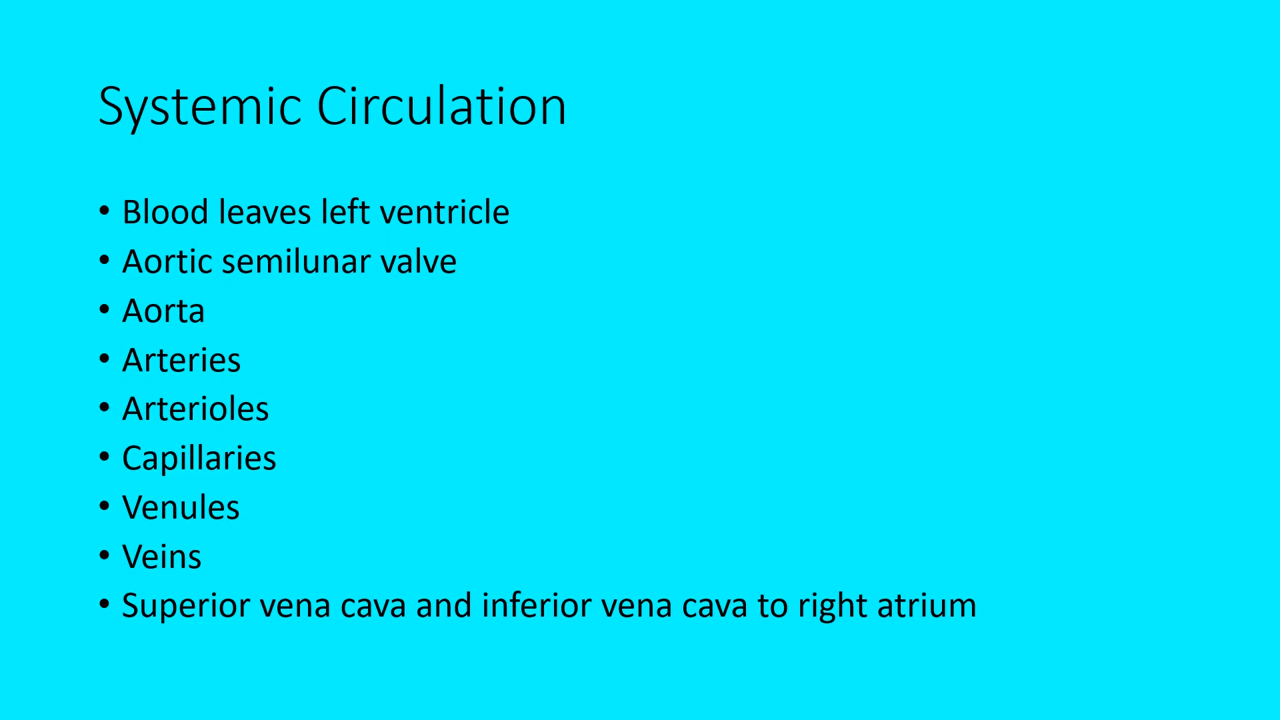 Systemic Circulation
• Blood leaves left ventricle
• Aortic semilunar valve
• Aorta
• Arteries
• Arterioles
• Capillaries
• Venules
• Veins
• Superior vena cava and inferior vena cava to right atrium